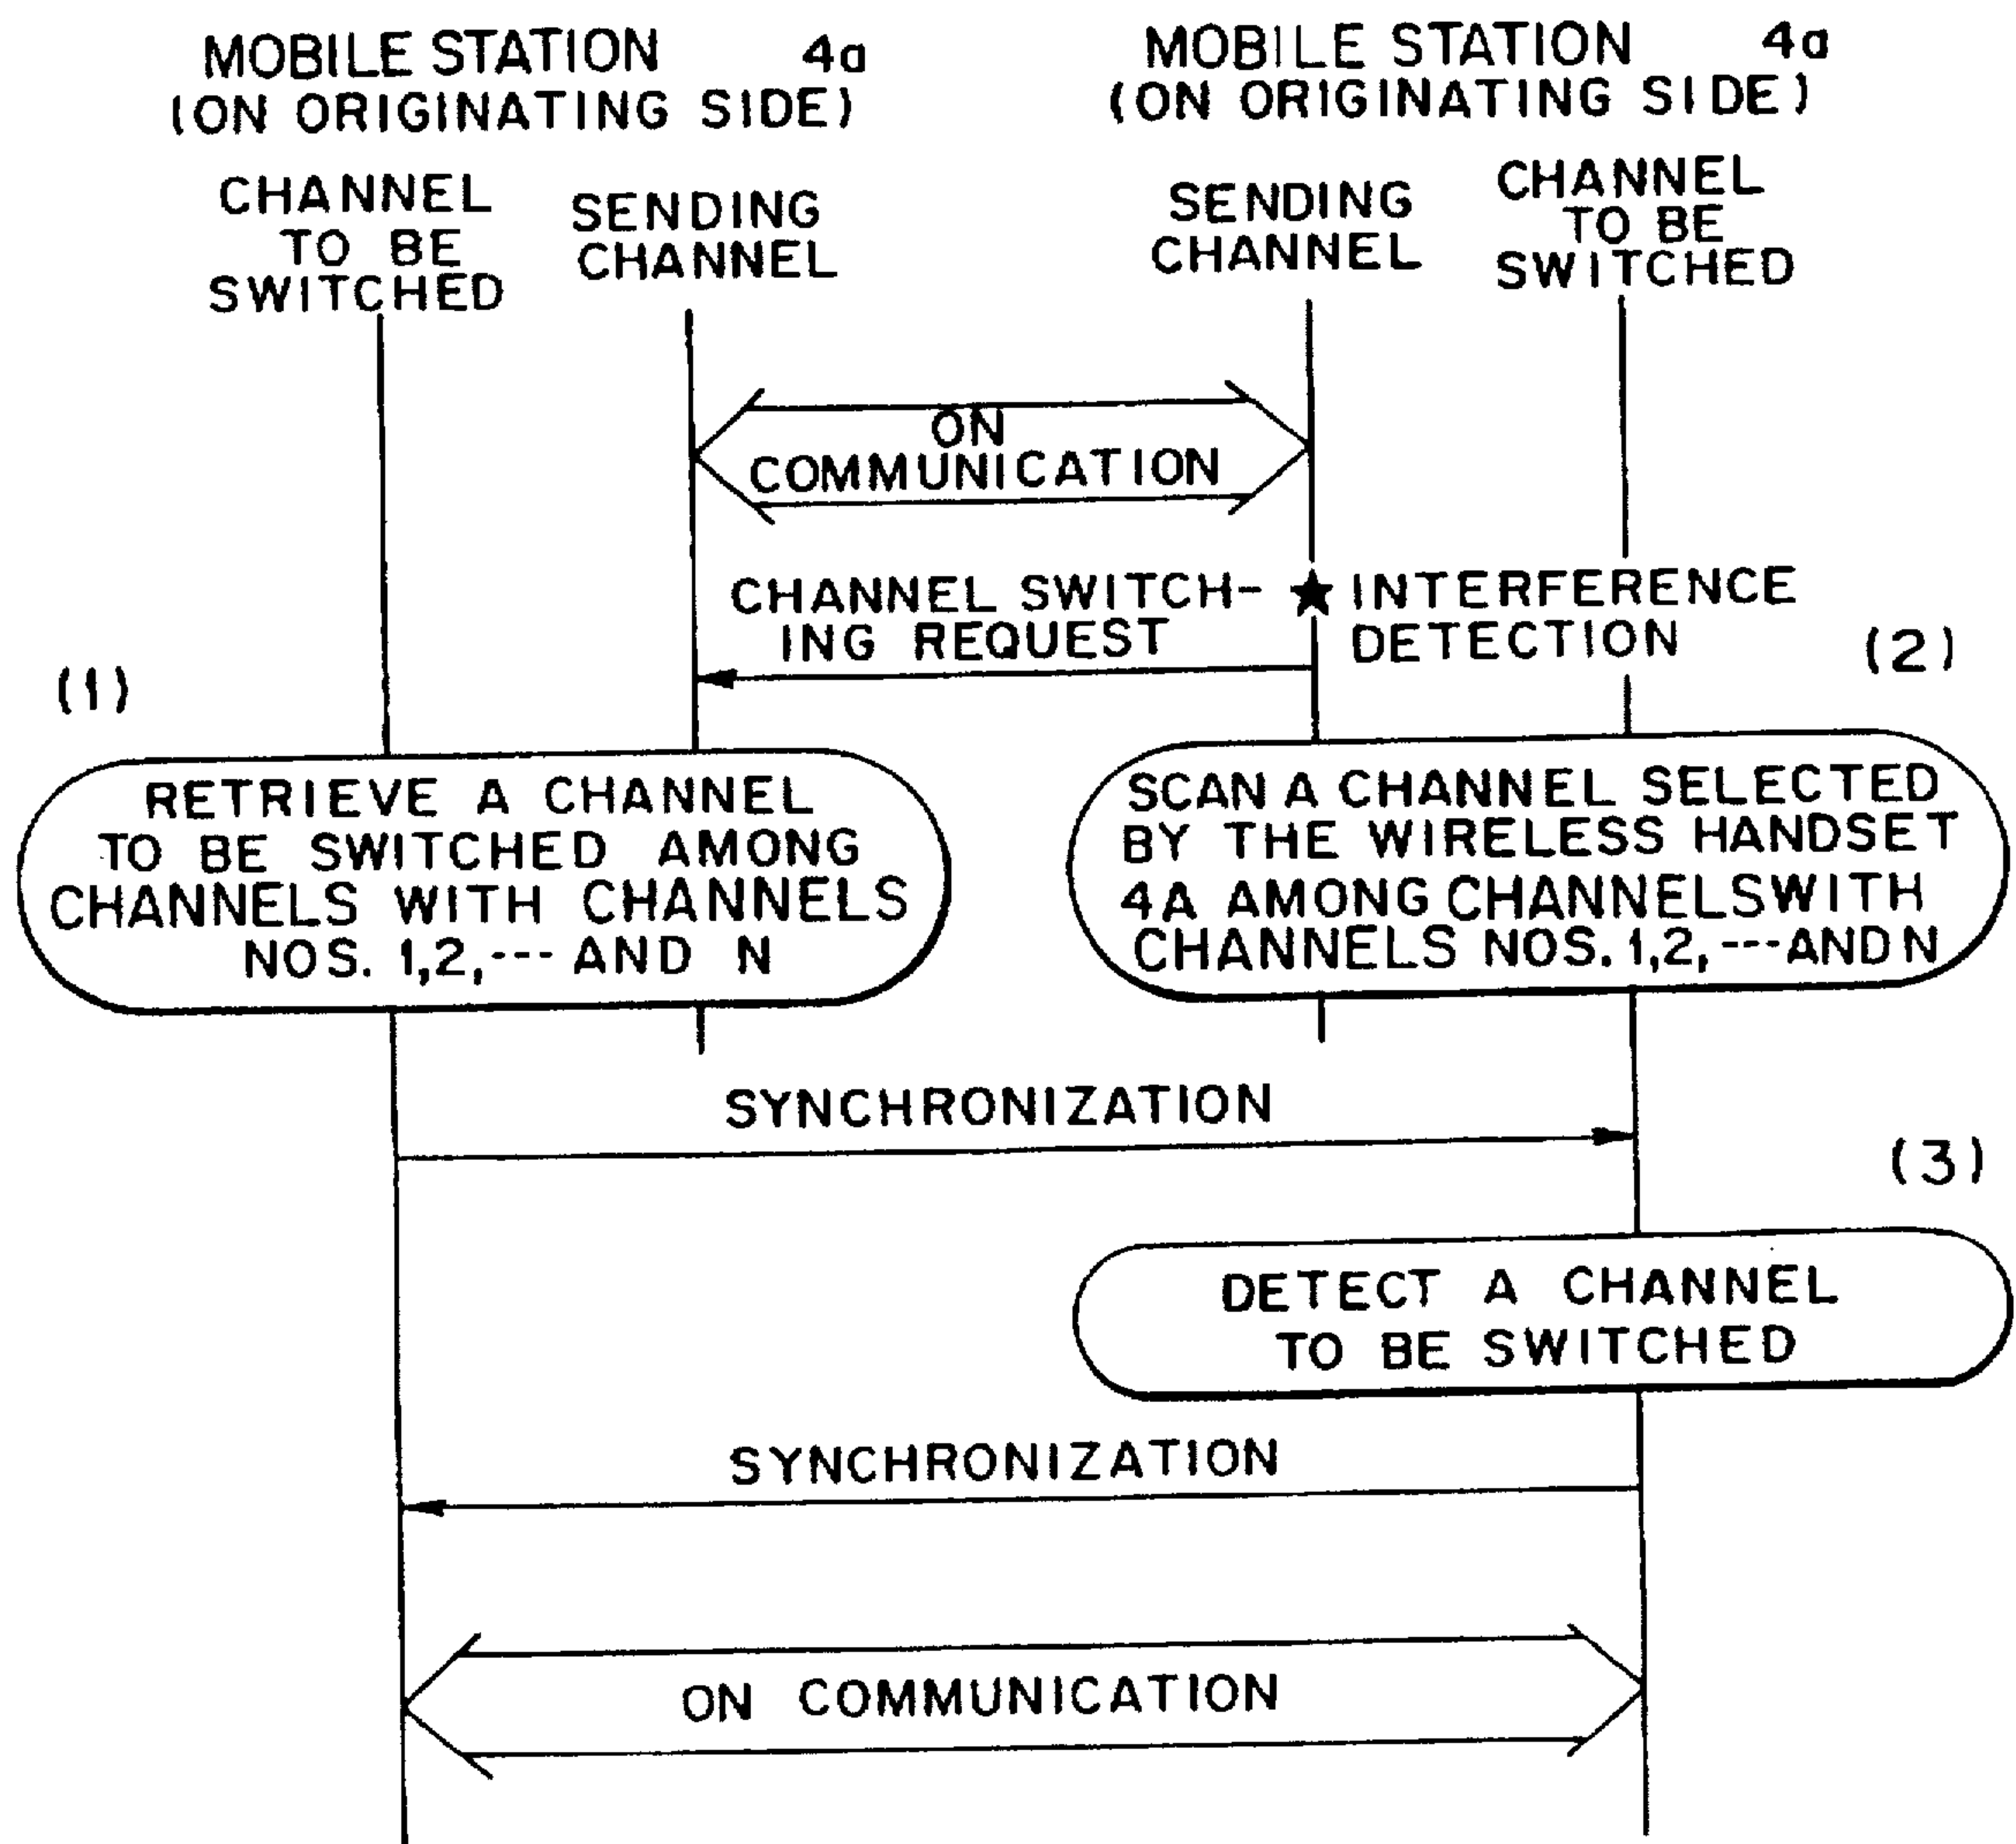 MOBILE STATION 4a
(ON ORIGINATING SIDE)
MOBILE STATION 4a
(ON ORIGINATING SIDE)
CHANNEL
TO BE
SWITCHED
SENDING
CHANNEL
SENDING
CHANNEL
CHANNEL
TO BE
SWITCHED
ON
COMMUNICATION
CHANNEL SWITCH-
ING REQUEST
★ INTERFERENCE
DETECTION
(1)
(2)
RETRIEVE A CHANNEL
TO BE SWITCHED AMONG
CHANNELS WITH CHANNELS
NOS. 1,2,--- AND N
SCAN A CHANNEL SELECTED
BY THE WIRELESS HANDSET
4A AMONG CHANNELS WITH
CHANNELS NOS. 1,2, ---AND N
SYNCHRONIZATION
(3)
DETECT A CHANNEL
TO BE SWITCHED
SYNCHRONIZATION
ON COMMUNICATION